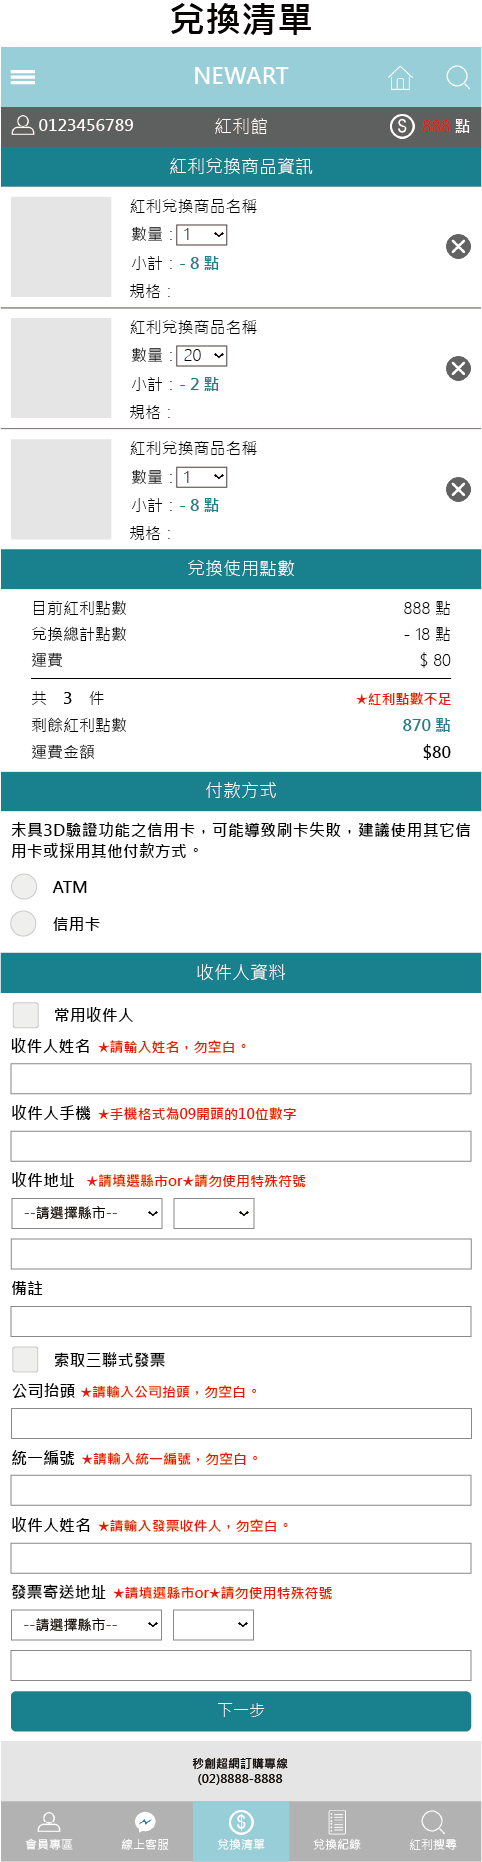 兌換清單
NEWART
0123456789 紅利館 888 點
紅利兌換商品資訊
紅利兌換商品名稱
數量 : 1
小計 : - 8 點
規格 :
紅利兌換商品名稱
數量 : 20
小計 : - 2 點
規格 :
紅利兌換商品名稱
數量 : 1
小計 : - 8 點
規格 :
兌換使用點數
目前紅利點數 888 點
兌換總計點數 - 18 點
運費 $ 80
共 3 件 ★紅利點數不足
剩餘紅利點數 870 點
運費金額 $80
付款方式
未具3D驗證功能之信用卡，可能導致刷卡失敗，建議使用其它信
用卡或採用其他付款方式。
ATM
信用卡
收件人資料
常用收件人
收件人姓名 ★請輸入姓名，勿空白。
收件人手機 ★手機格式為09開頭的10位數字
收件地址 ★請填選縣市or★請勿使用特殊符號
--請選擇縣市--
備註
索取三聯式發票
公司抬頭 ★請輸入公司抬頭，勿空白。
統一編號 ★請輸入統一編號，勿空白。
收件人姓名 ★請輸入發票收件人，勿空白。
發票寄送地址 ★請填選縣市or★請勿使用特殊符號
--請選擇縣市--
下一步
秒創超網訂購專線
(02)8888-8888
會員專區 線上客服 兌換清單 兌換紀錄 紅利搜尋